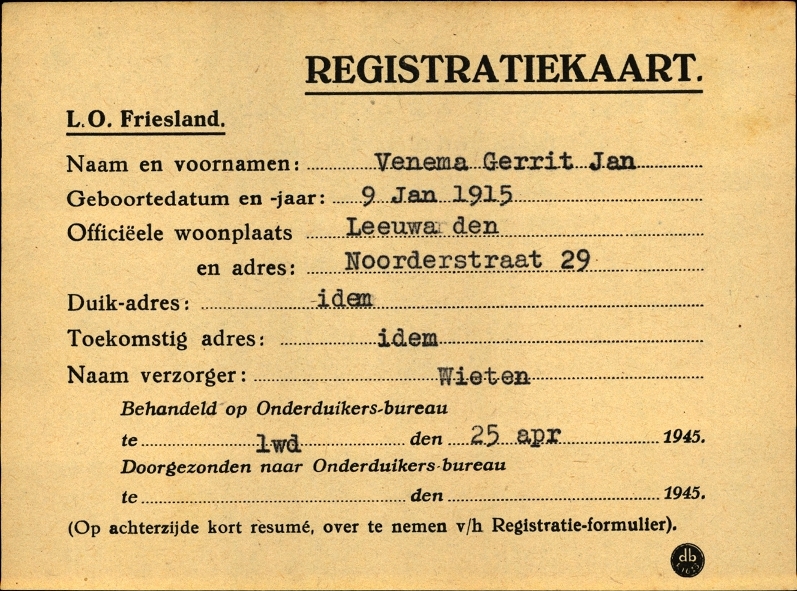 REGISTRATIEKAART.
L.O. Friesland.
Naam en voornamen: Venema Gerrit Jan
Geboortedatum en -jaar: 9 Jan 1915
Officiëele woonplaats Leeuwarden
en adres: Noorderstraat 29
Duik-adres: idem
Toekomstig adres: idem
Naam verzorger: Wieten
Behandeld op Onderduikers-bureau
te lwd den 25 apr 1945.
Doorgezonden naar Onderduikers-bureau
te den 1945.
(Op achterzijde kort resumé, over te nemen v/h Registratie-formulier).
db